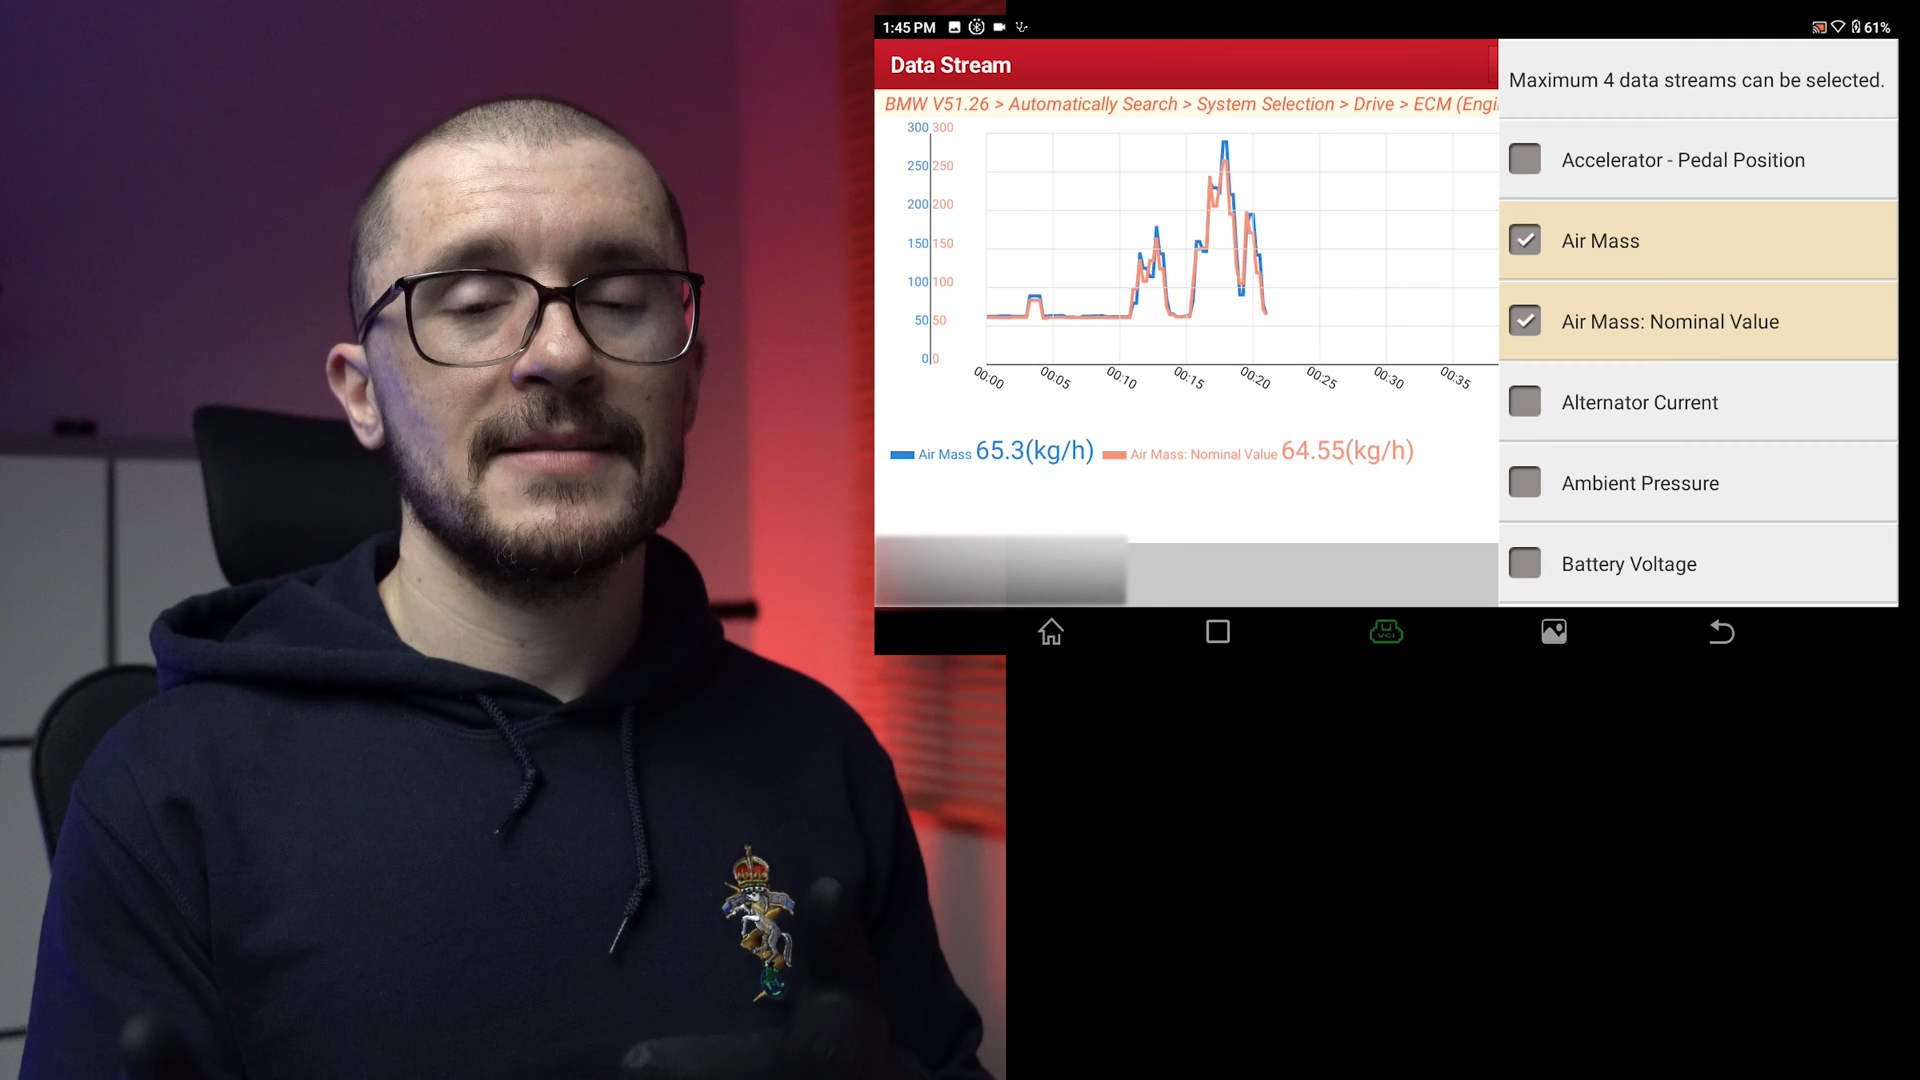 1:45 PM
61%
Data Stream
BMW V51.26 > Automatically Search > System Selection > Drive > ECM (Engi
300 300
250 250
200 200
150 150
100 100
50 50
0 0
00:00 00:05 00:10 00:15 00:20 00:25 00:30 00:35
Air Mass 65.3(kg/h) Air Mass: Nominal Value 64.55(kg/h)
Maximum 4 data streams can be selected.
Accelerator - Pedal Position
Air Mass
Air Mass: Nominal Value
Alternator Current
Ambient Pressure
Battery Voltage
VCI